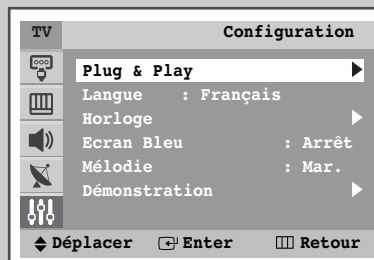 TV Configuration
Plug & Play
Langue : Français
Horloge
Ecran Bleu : Arrêt
Mélodie : Mar.
Démonstration
Déplacer Enter Retour